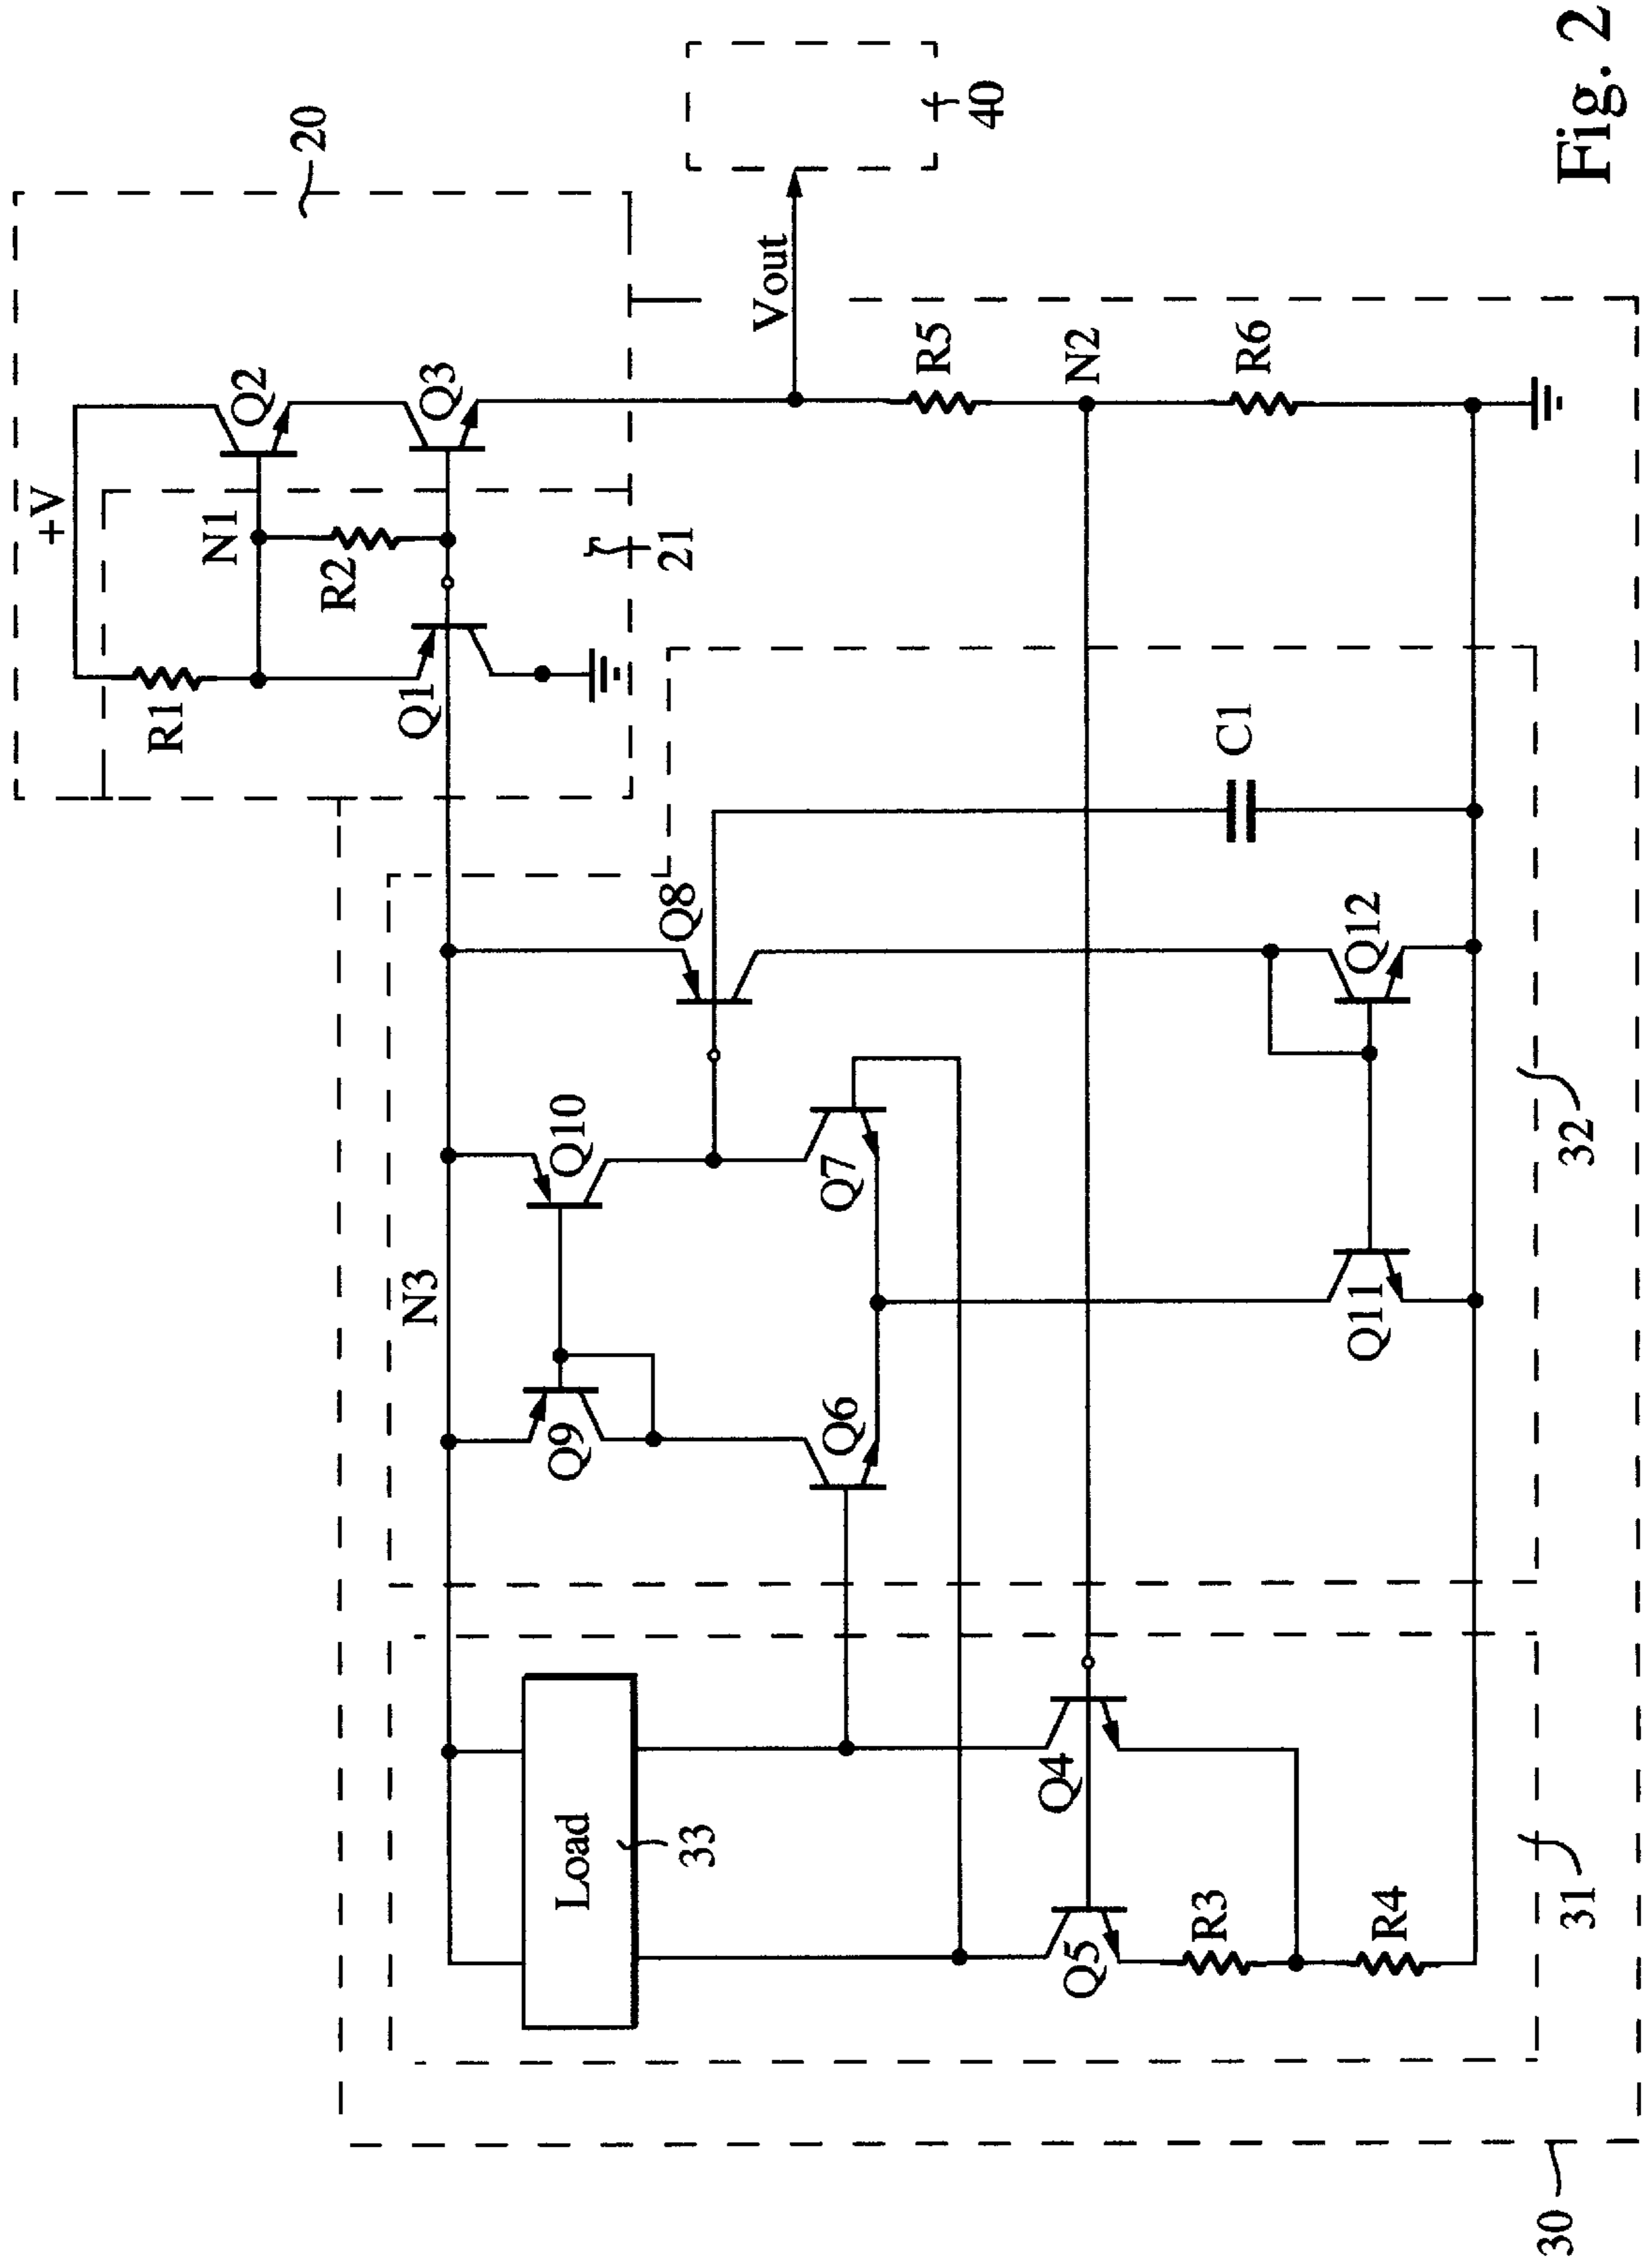 20
+V
Q2
N1
R1
R2
Q3
Q1
21
40
Vout
R5
N2
R6
N3
Q8
Q10
Q9
Q7
Q6
C1
Q12
Q11
32
Load
33
Q4
Q5
R3
R4
31
30
Fig. 2